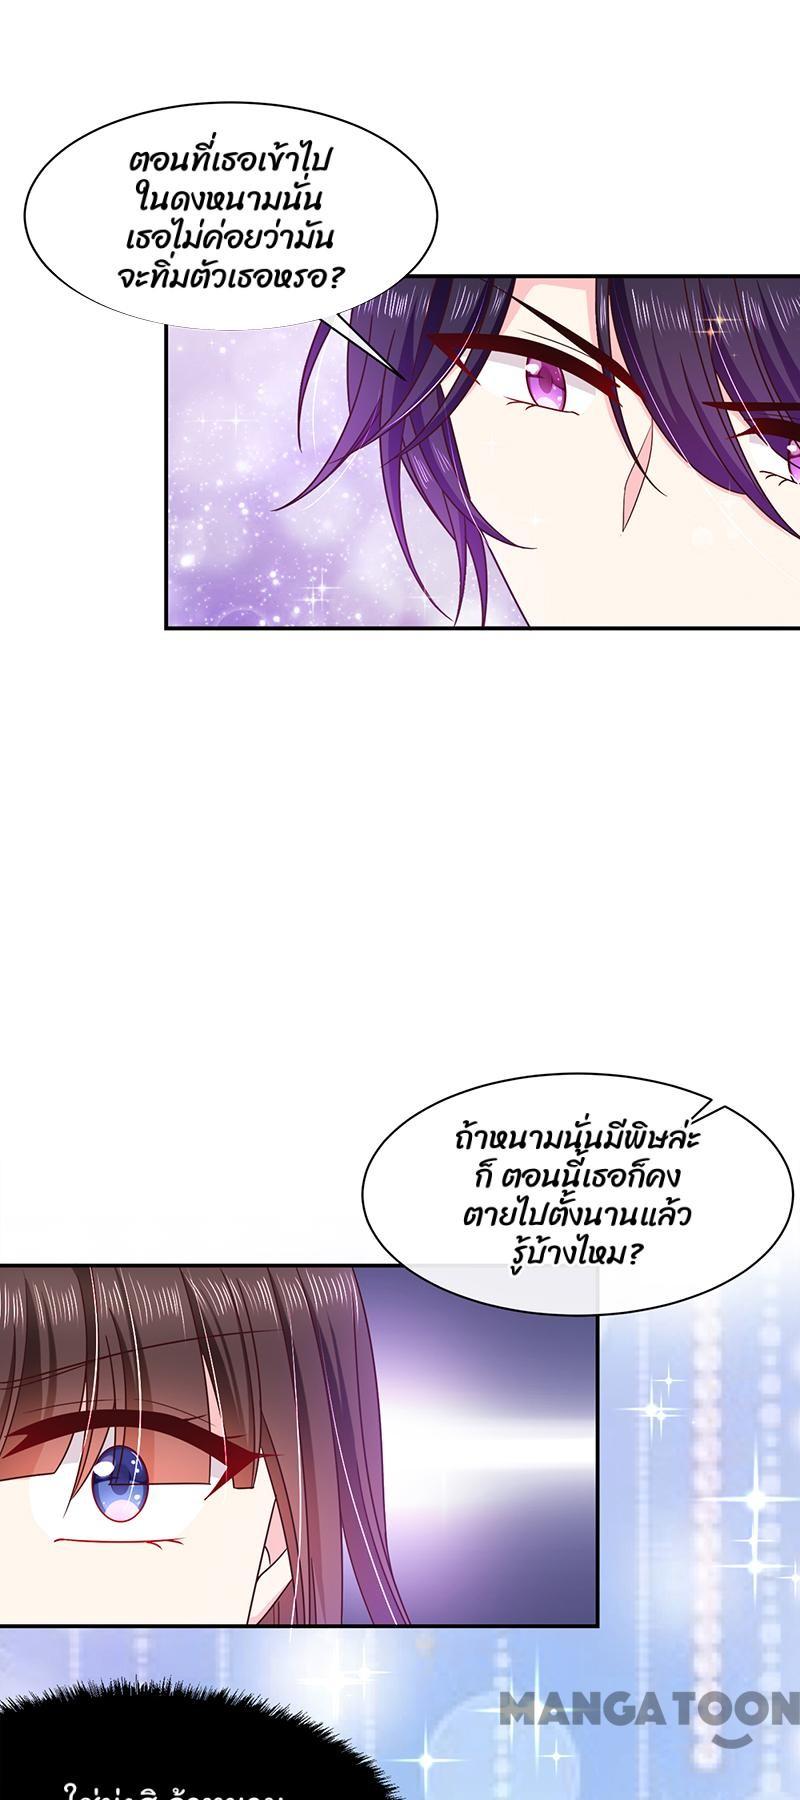 ตอนที่เธอเข้าไป
ในดงหนามนั่น
เธอไม่ค่อยว่ามัน
จะทิ่มตัวเธอหรอ?
ถ้าหนามนั่นมีพิษล่ะ
ก็ ตอนนี้เธอก็คง
ตายไปตั้งนานแล้ว
รู้บ้างไหม?
MANGATOON